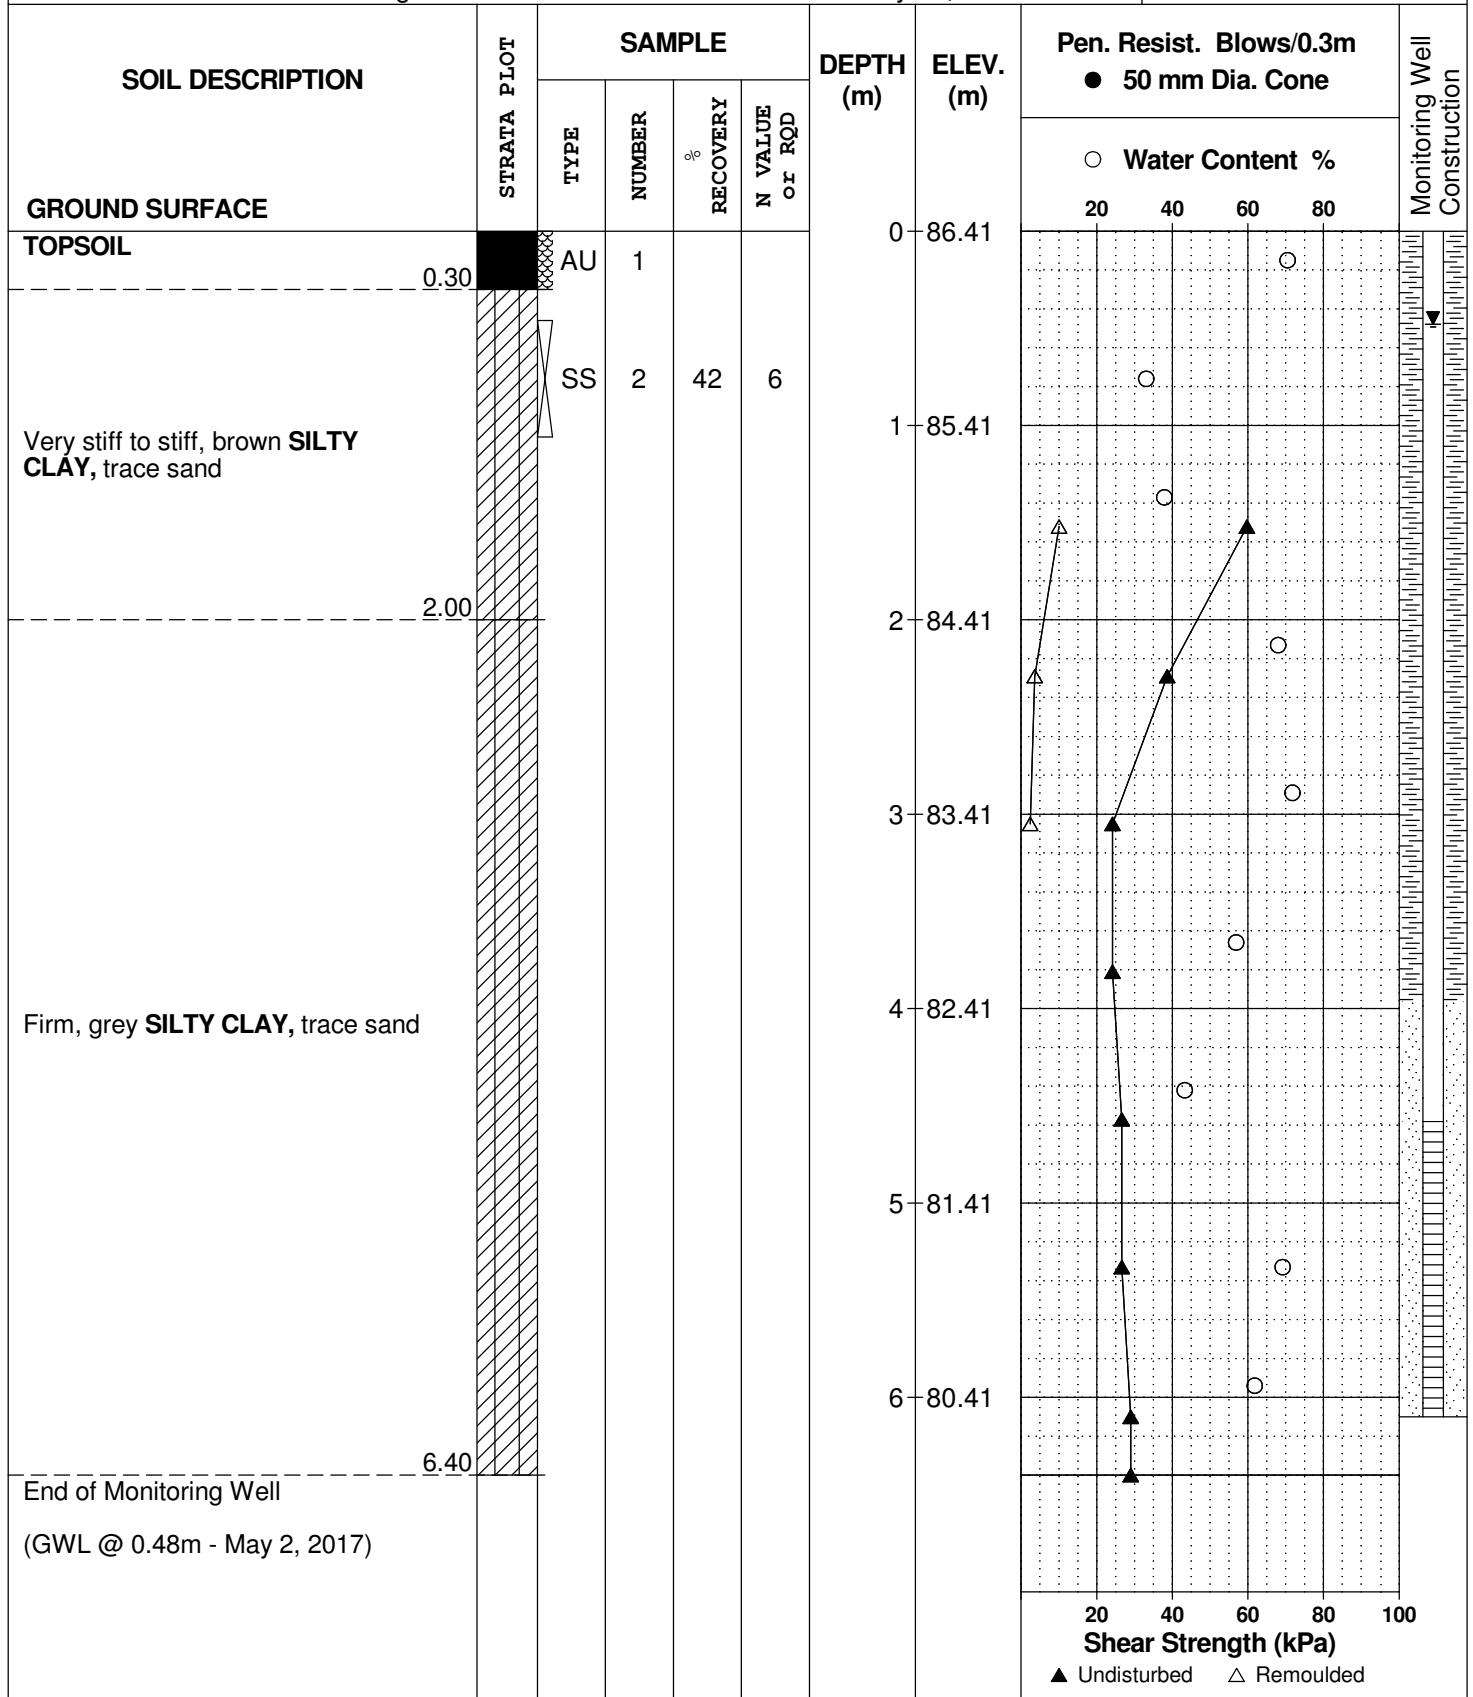 SOIL DESCRIPTION
GROUND SURFACE
STRATA PLOT
SAMPLE
TYPE
NUMBER
%
RECOVERY
N VALUE
or RQD
DEPTH
(m)
ELEV.
(m)
Pen. Resist. Blows/0.3m
● 50 mm Dia. Cone
○ Water Content %
20 40 60 80
Monitoring Well
Construction
TOPSOIL
0.30
AU 1
0 86.41
SS 2 42 6
1 85.41
Very stiff to stiff, brown SILTY
CLAY, trace sand
2.00
2 84.41
3 83.41
4 82.41
Firm, grey SILTY CLAY, trace sand
5 81.41
6 80.41
6.40
End of Monitoring Well
(GWL @ 0.48m - May 2, 2017)
20 40 60 80 100
Shear Strength (kPa)
▲ Undisturbed △ Remoulded